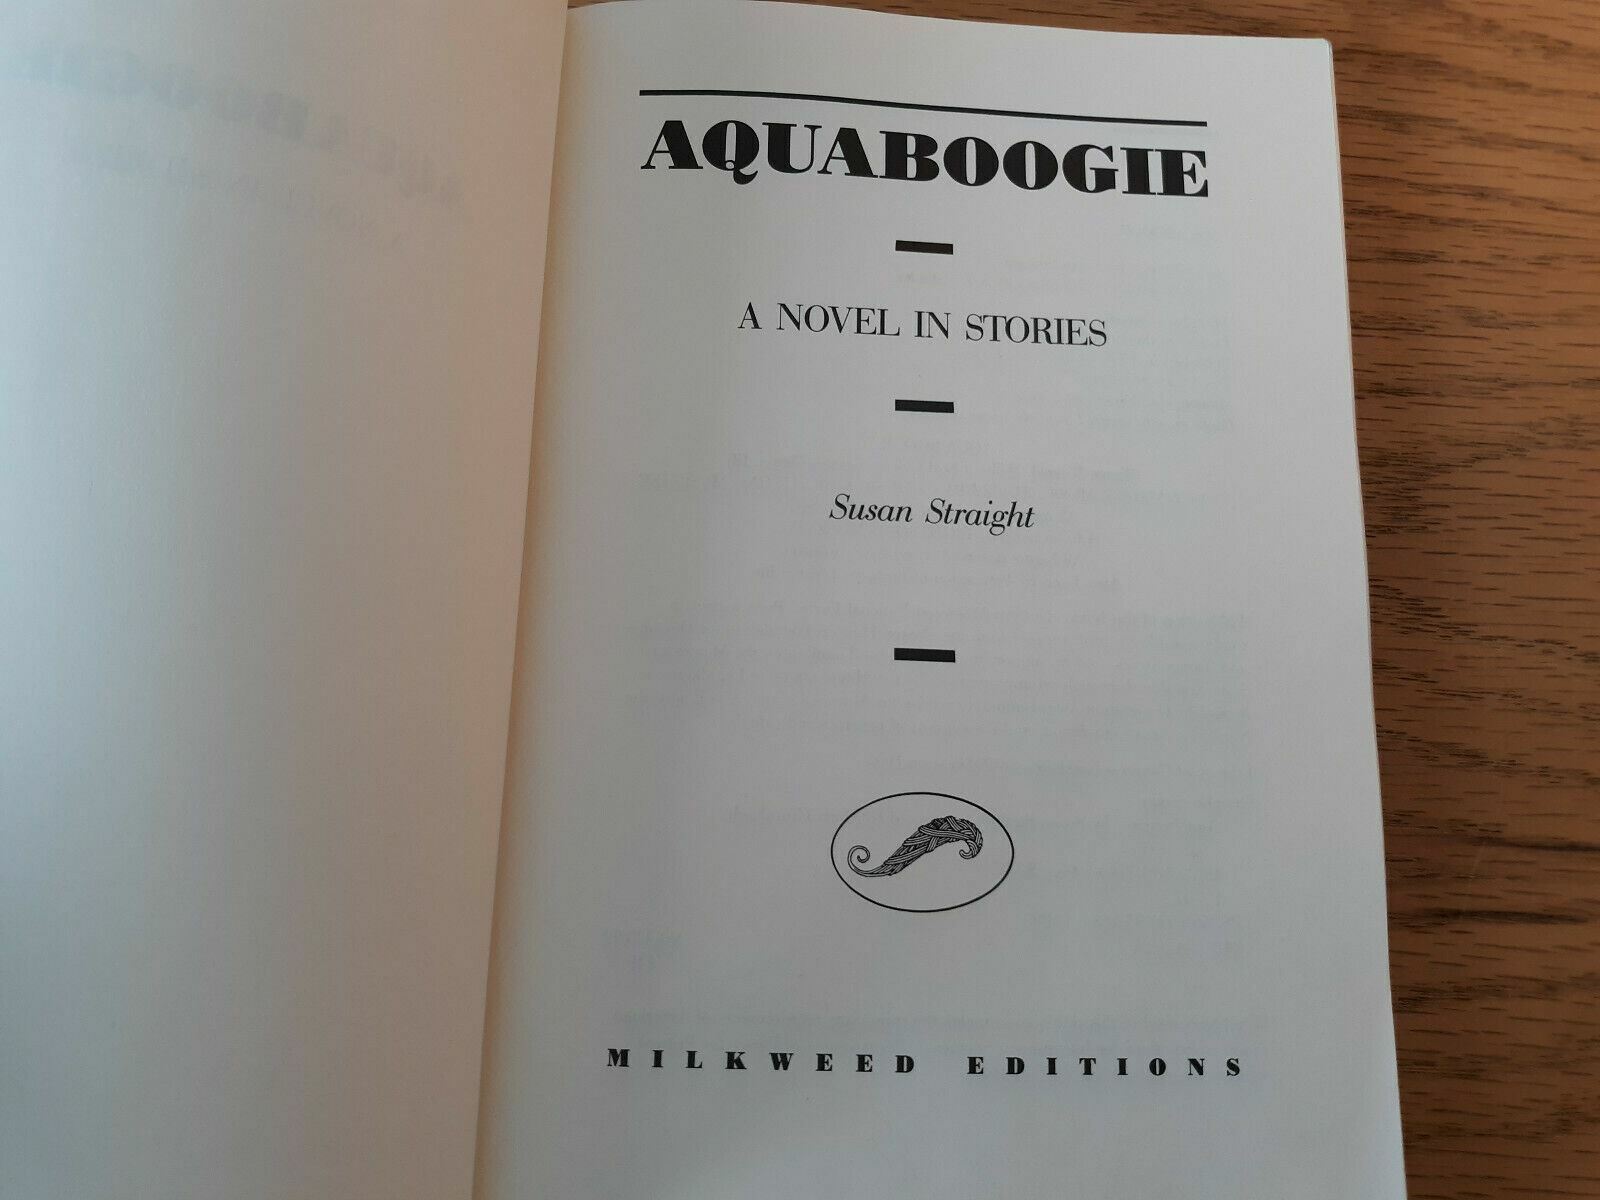 AQUABOOGIE
A NOVEL IN STORIES
Susan Straight
MILKWEED EDITIONS